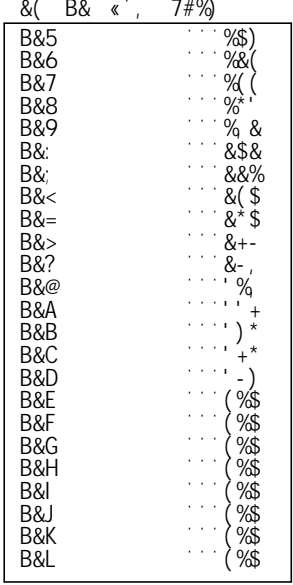 &( B& «˙, 7#%)
B&5 ˙˙˙%$)
B&6 ˙˙˙%&(
B&7 ˙˙˙%((
B&8 ˙˙˙%*'
B&9 ˙˙˙%,&
B&: ˙˙˙&$&
B&; ˙˙˙&&%
B&< ˙˙˙&($
B&= ˙˙˙&*$
B&> ˙˙˙&+-
B&? ˙˙˙&-,
B&@ ˙˙˙'%,
B&A ˙˙˙''+
B&B ˙˙˙')*
B&C ˙˙˙'+*
B&D ˙˙˙'-)
B&E ˙˙˙(%$
B&F ˙˙˙(%$
B&G ˙˙˙(%$
B&H ˙˙˙(%$
B&I ˙˙˙(%$
B&J ˙˙˙(%$
B&K ˙˙˙(%$
B&L ˙˙˙(%$